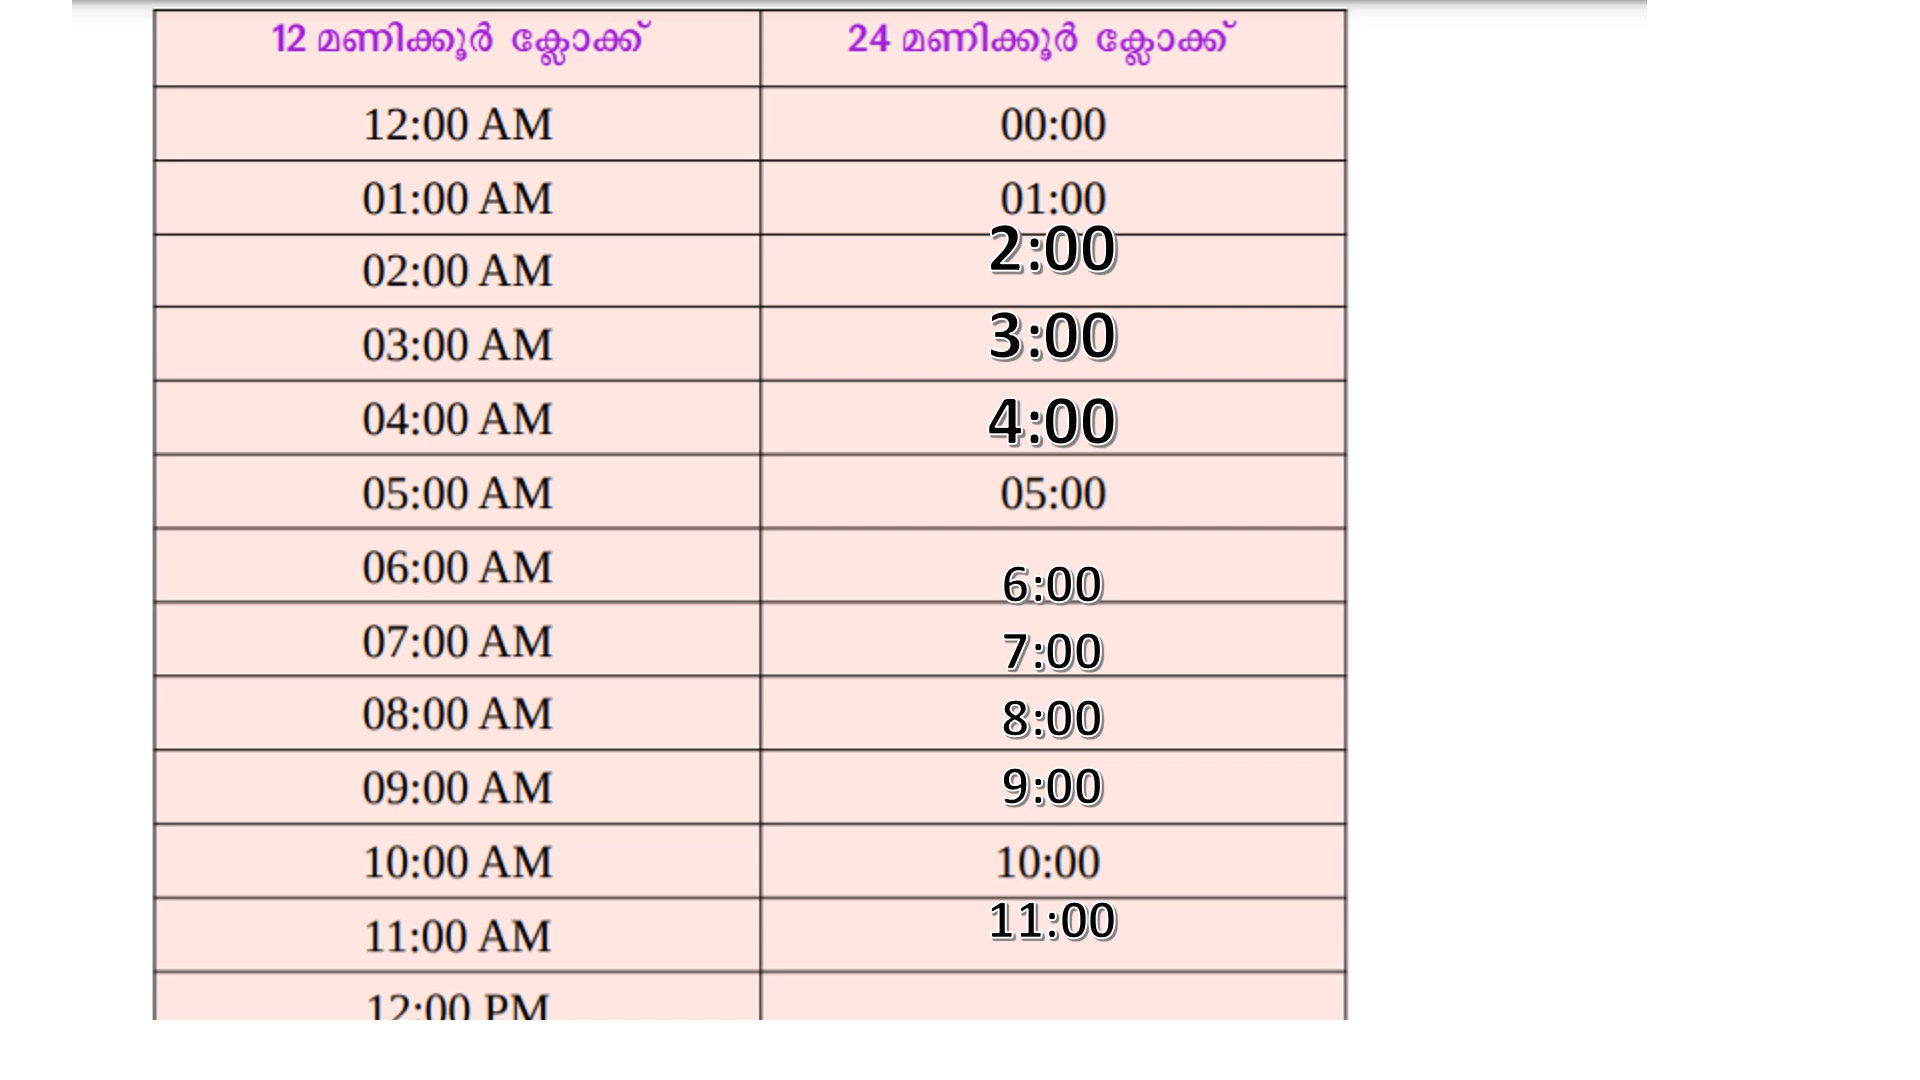 12 മണിക്കൂർ ക്ലോക്ക് 24 മണിക്കൂർ ക്ലോക്ക്
12:00 AM 00:00
01:00 AM 01:00
02:00 AM 2:00
03:00 AM 3:00
04:00 AM 4:00
05:00 AM 05:00
06:00 AM 6:00
07:00 AM 7:00
08:00 AM 8:00
09:00 AM 9:00
10:00 AM 10:00
11:00 AM 11:00
12:00 PM